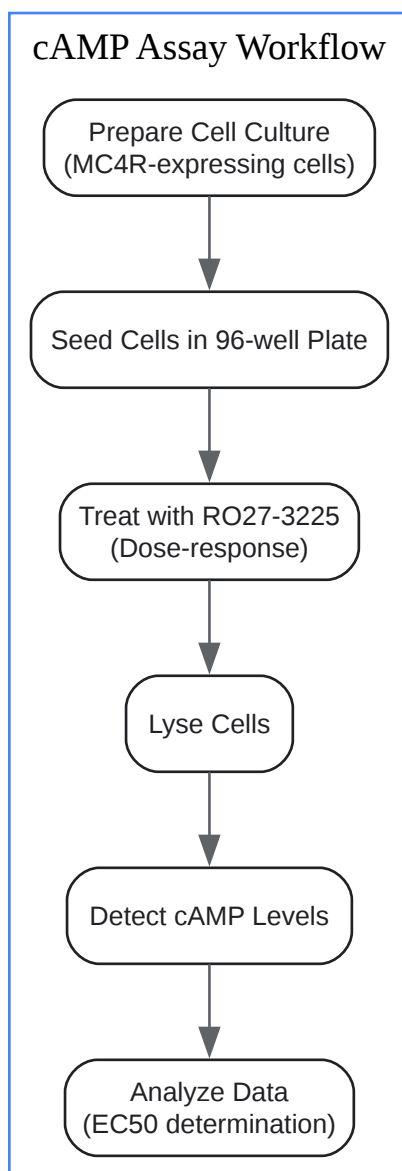 cAMP Assay Workflow
Prepare Cell Culture
(MC4R-expressing cells)
Seed Cells in 96-well Plate
Treat with RO27-3225
(Dose-response)
Lyse Cells
Detect cAMP Levels
Analyze Data
(EC50 determination)